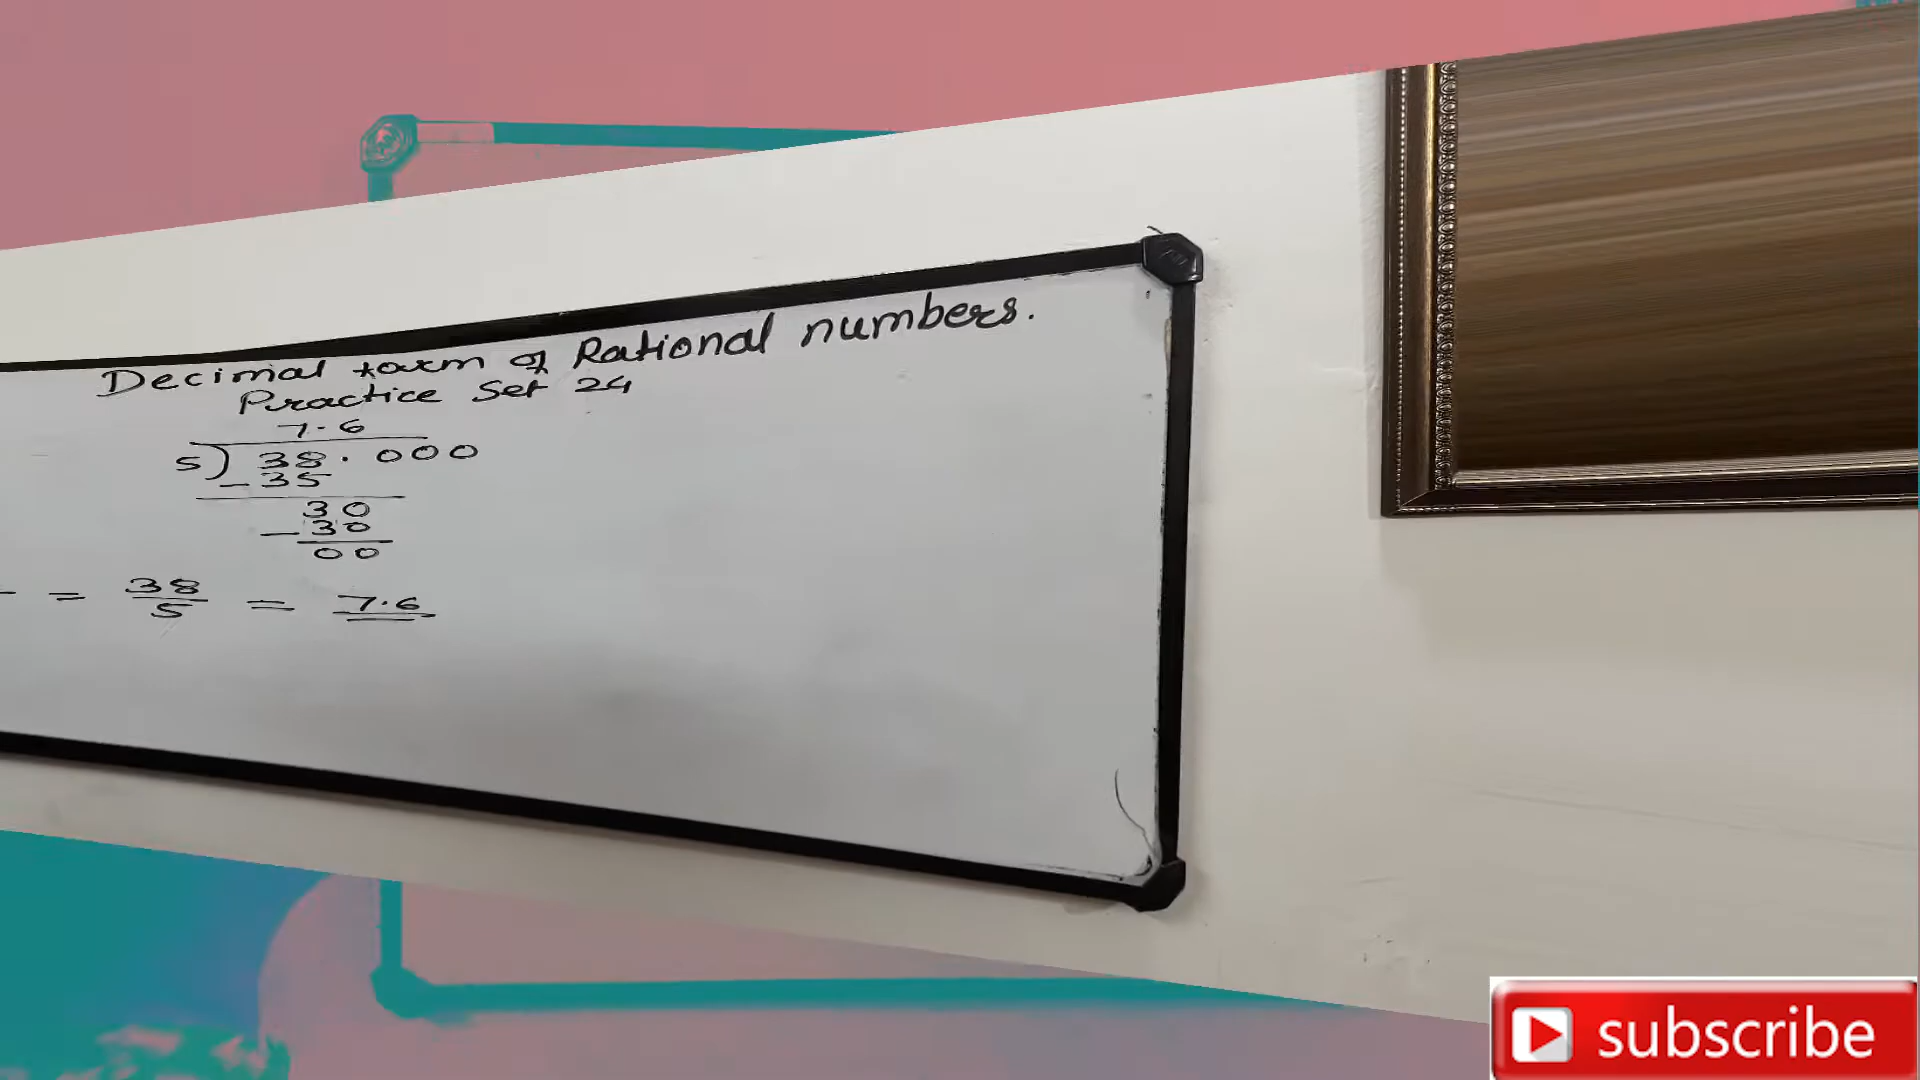 Decimal form of Rational numbers.
Practice Set 24
7.6
5) 38.000
- 35
30
- 30
00
= 38/5 = 7.6
subscribe